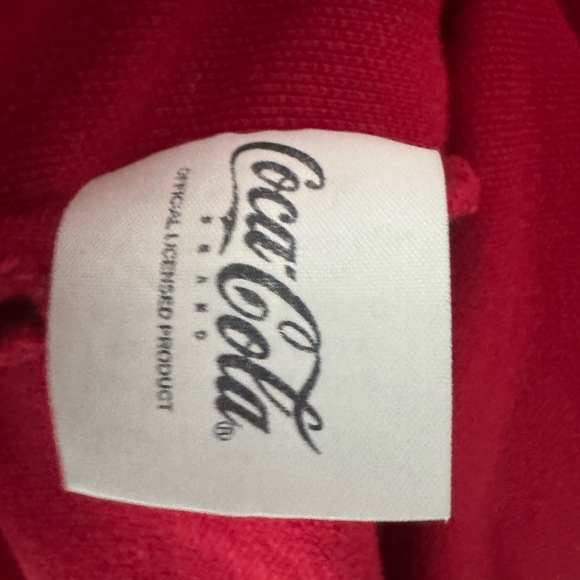 Coca-Cola®
BRAND
OFFICIAL LICENSED PRODUCT